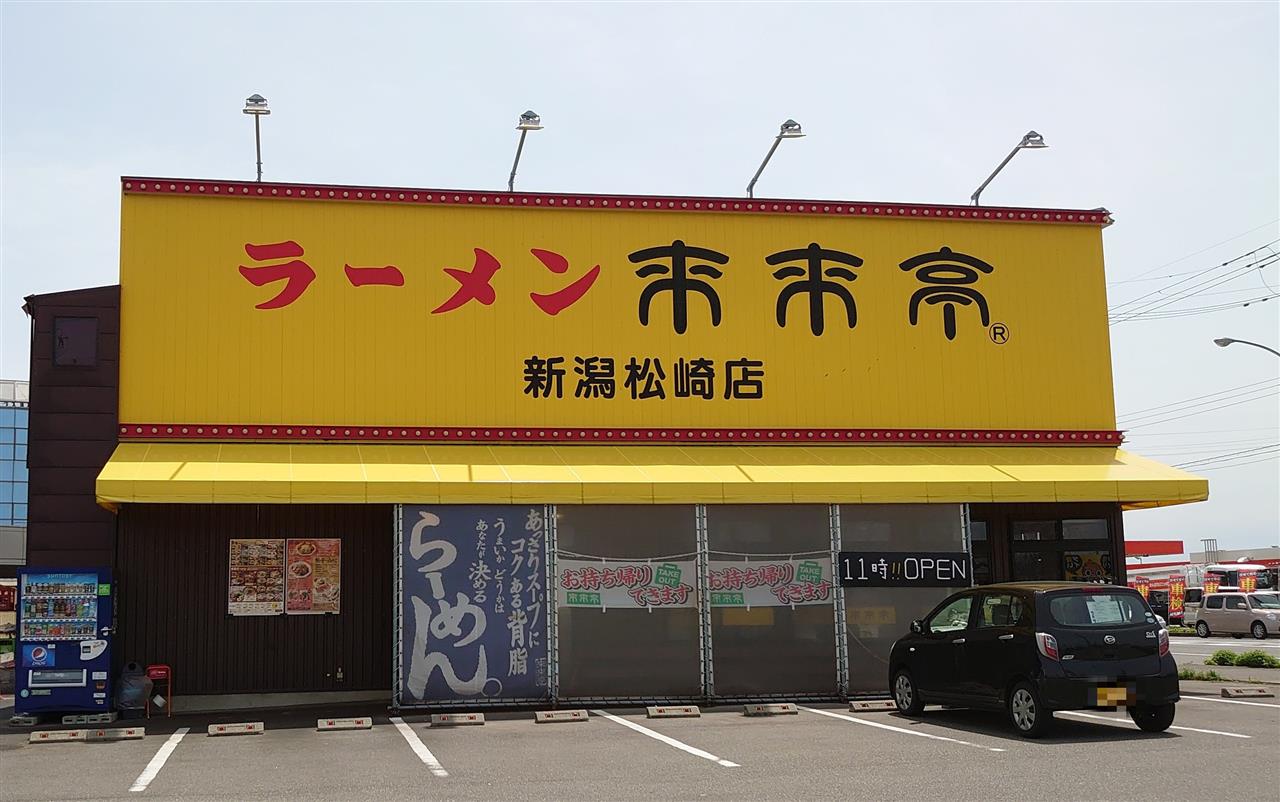 ラーメン 来来亭®
新潟松崎店
あっさりスープに
コクある背脂
うまいかどうかは
あなたが決める
らーめん。
お持ち帰り
できます
TAKE OUT
来来亭
お持ち帰り
できます
TAKE OUT
来来亭
11時!!OPEN
SUNTORY
pepsi
車検